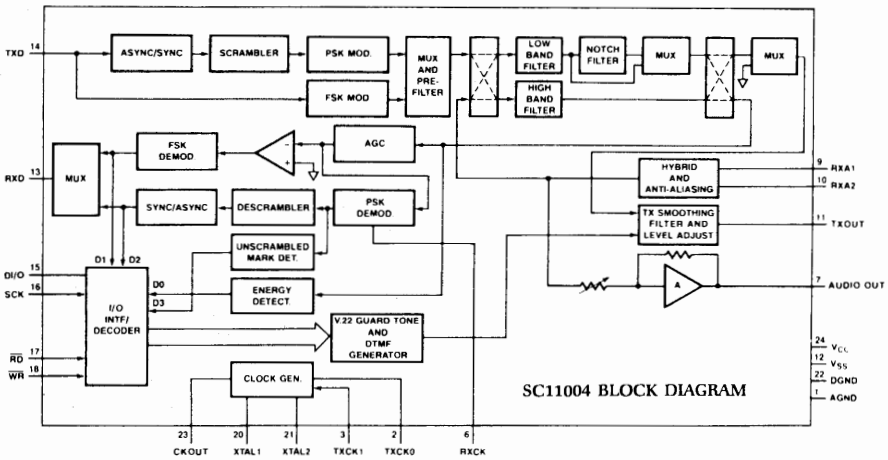 TXD 14
ASYNC/SYNC
SCRAMBLER
PSK MOD.
FSK MOD
MUX
AND
PRE-
FILTER
LOW
BAND
FILTER
NOTCH
FILTER
MUX
MUX
HIGH
BAND
FILTER
FSK
DEMOD
-
+
AGC
RXD 13
MUX
SYNC/ASYNC
DESCRAMBLER
PSK
DEMOD.
HYBRID
AND
ANTI-ALIASING
9 RXA1
10 RXA2
TX SMOOTHING
FILTER AND
LEVEL ADJUST
11 TXOUT
UNSCRAMBLED
MARK DET.
D1 D2
DI/O 15
SCK 16
D0
D3
ENERGY
DETECT.
I/O
INTF/
DECODER
V.22 GUARD TONE
AND
DTMF
GENERATOR
A
7 AUDIO OUT
RD 17
WR 18
CLOCK GEN.
24 VCC
12 VSS
22 DGND
1 AGND
SC11004 BLOCK DIAGRAM
23 20 21 3 2 6
CKOUT XTAL1 XTAL2 TXCK1 TXCK0 RXCK